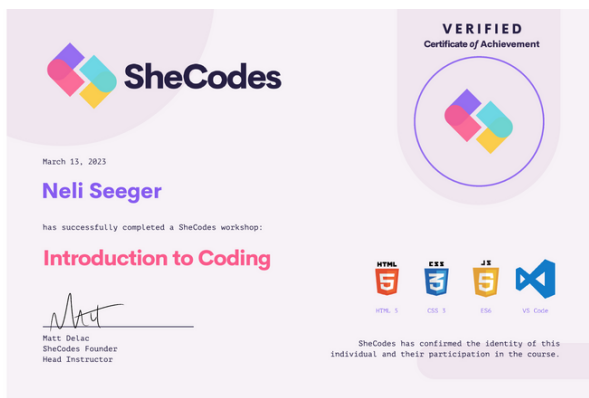 VERIFIED
Certificate of Achievement
SheCodes
March 13, 2023
Neli Seeger
has successfully completed a SheCodes workshop:
Introduction to Coding
HTML
5
CSS
3
JS
5
HTML 3
CSS 3
ES6
VS Code
Matt
Matt Delac
SheCodes Founder
Head Instructor
SheCodes has confirmed the identity of this
individual and their participation in the course.